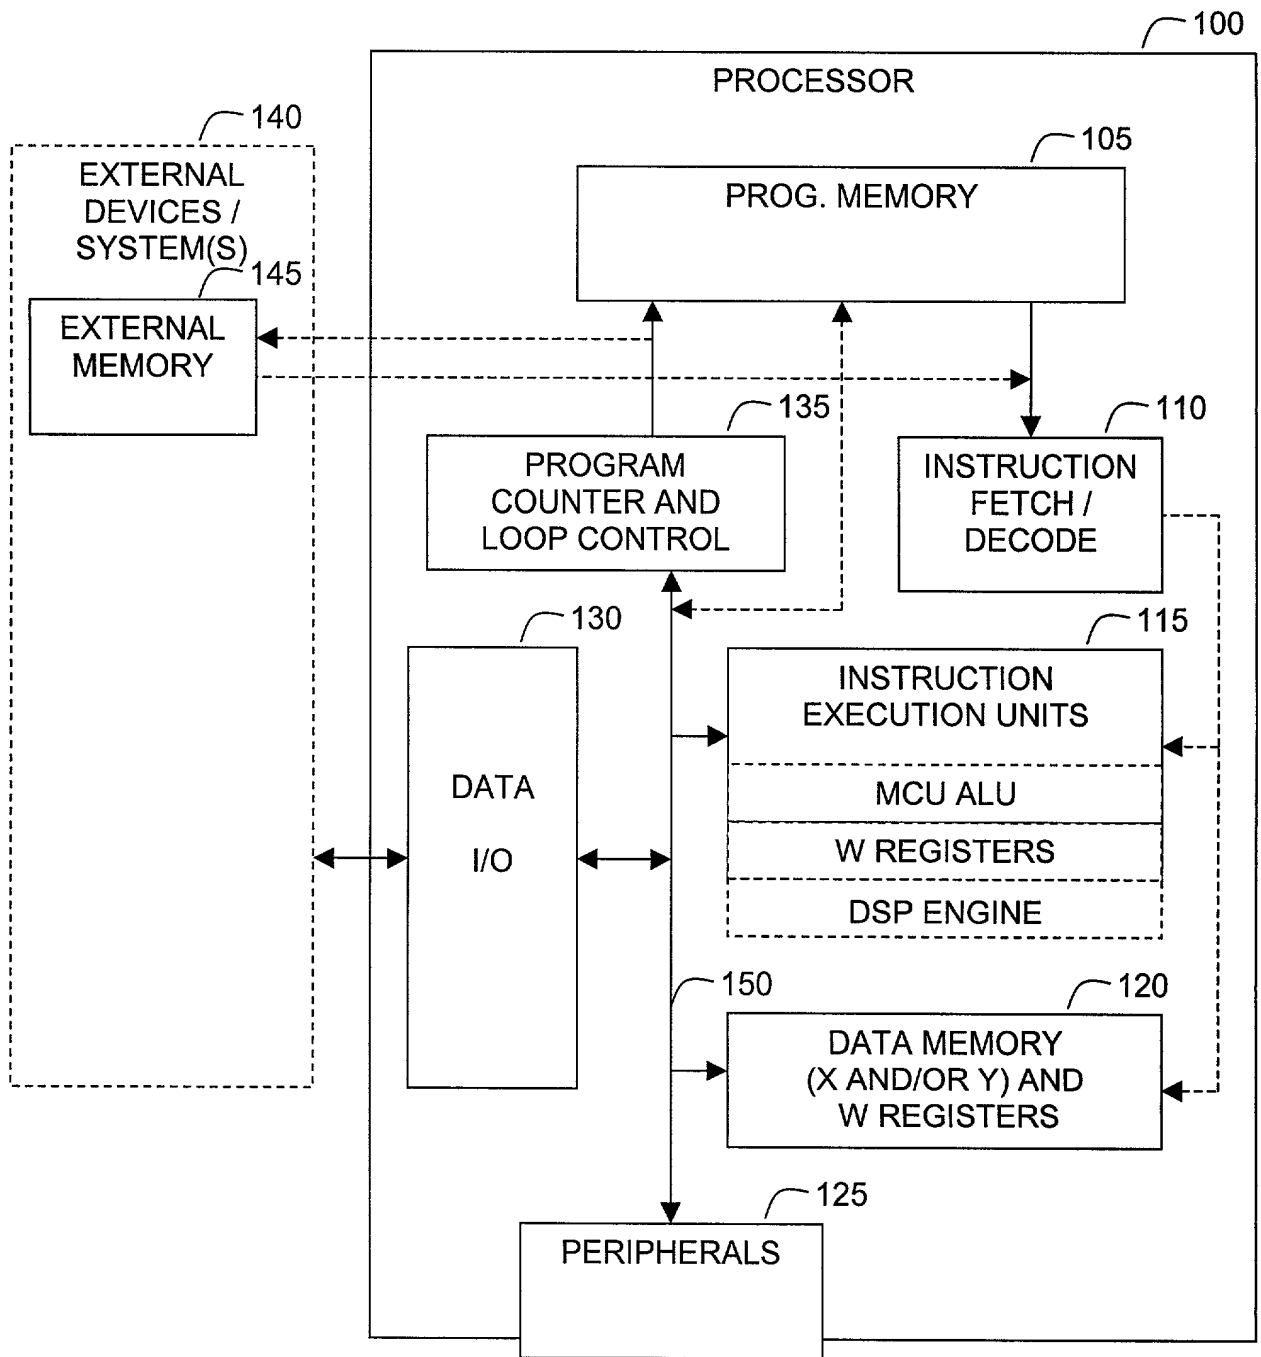 100
PROCESSOR
140
EXTERNAL
DEVICES /
SYSTEM(S)
105
PROG. MEMORY
145
EXTERNAL
MEMORY
135
PROGRAM
COUNTER AND
LOOP CONTROL
110
INSTRUCTION
FETCH /
DECODE
130
DATA
I/O
115
INSTRUCTION
EXECUTION UNITS
MCU ALU
W REGISTERS
DSP ENGINE
150
120
DATA MEMORY
(X AND/OR Y) AND
W REGISTERS
125
PERIPHERALS